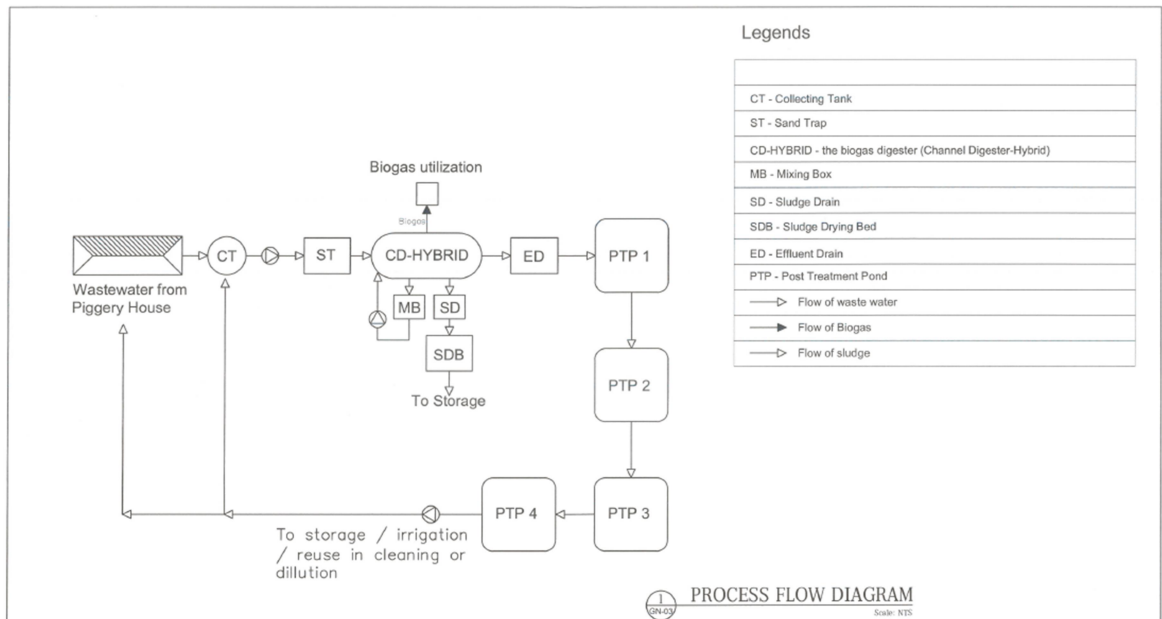 Legends
CT - Collecting Tank
ST - Sand Trap
CD-HYBRID - the biogas digester (Channel Digester-Hybrid)
MB - Mixing Box
SD - Sludge Drain
SDB - Sludge Drying Bed
ED - Effluent Drain
PTP - Post Treatment Pond
Flow of waste water
Flow of Biogas
Flow of sludge
Biogas utilization
Biogas
CT
ST
CD-HYBRID
ED
PTP 1
Wastewater from
Piggery House
MB
SD
SDB
To Storage
PTP 2
PTP 4
PTP 3
To storage / irrigation
/ reuse in cleaning or
dillution
1
GN-03
PROCESS FLOW DIAGRAM
Scale: NTS